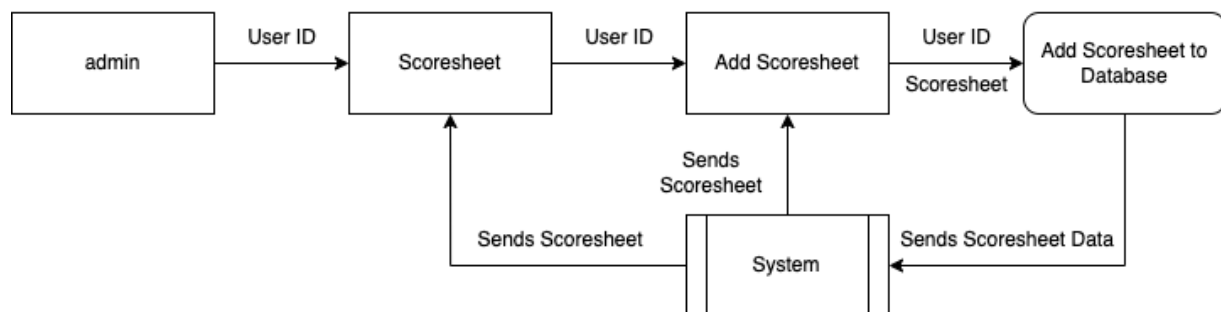 User ID
User ID
User ID
admin
Scoresheet
Add Scoresheet
Add Scoresheet to
Database
Scoresheet
Sends
Scoresheet
Sends Scoresheet
Sends Scoresheet Data
System